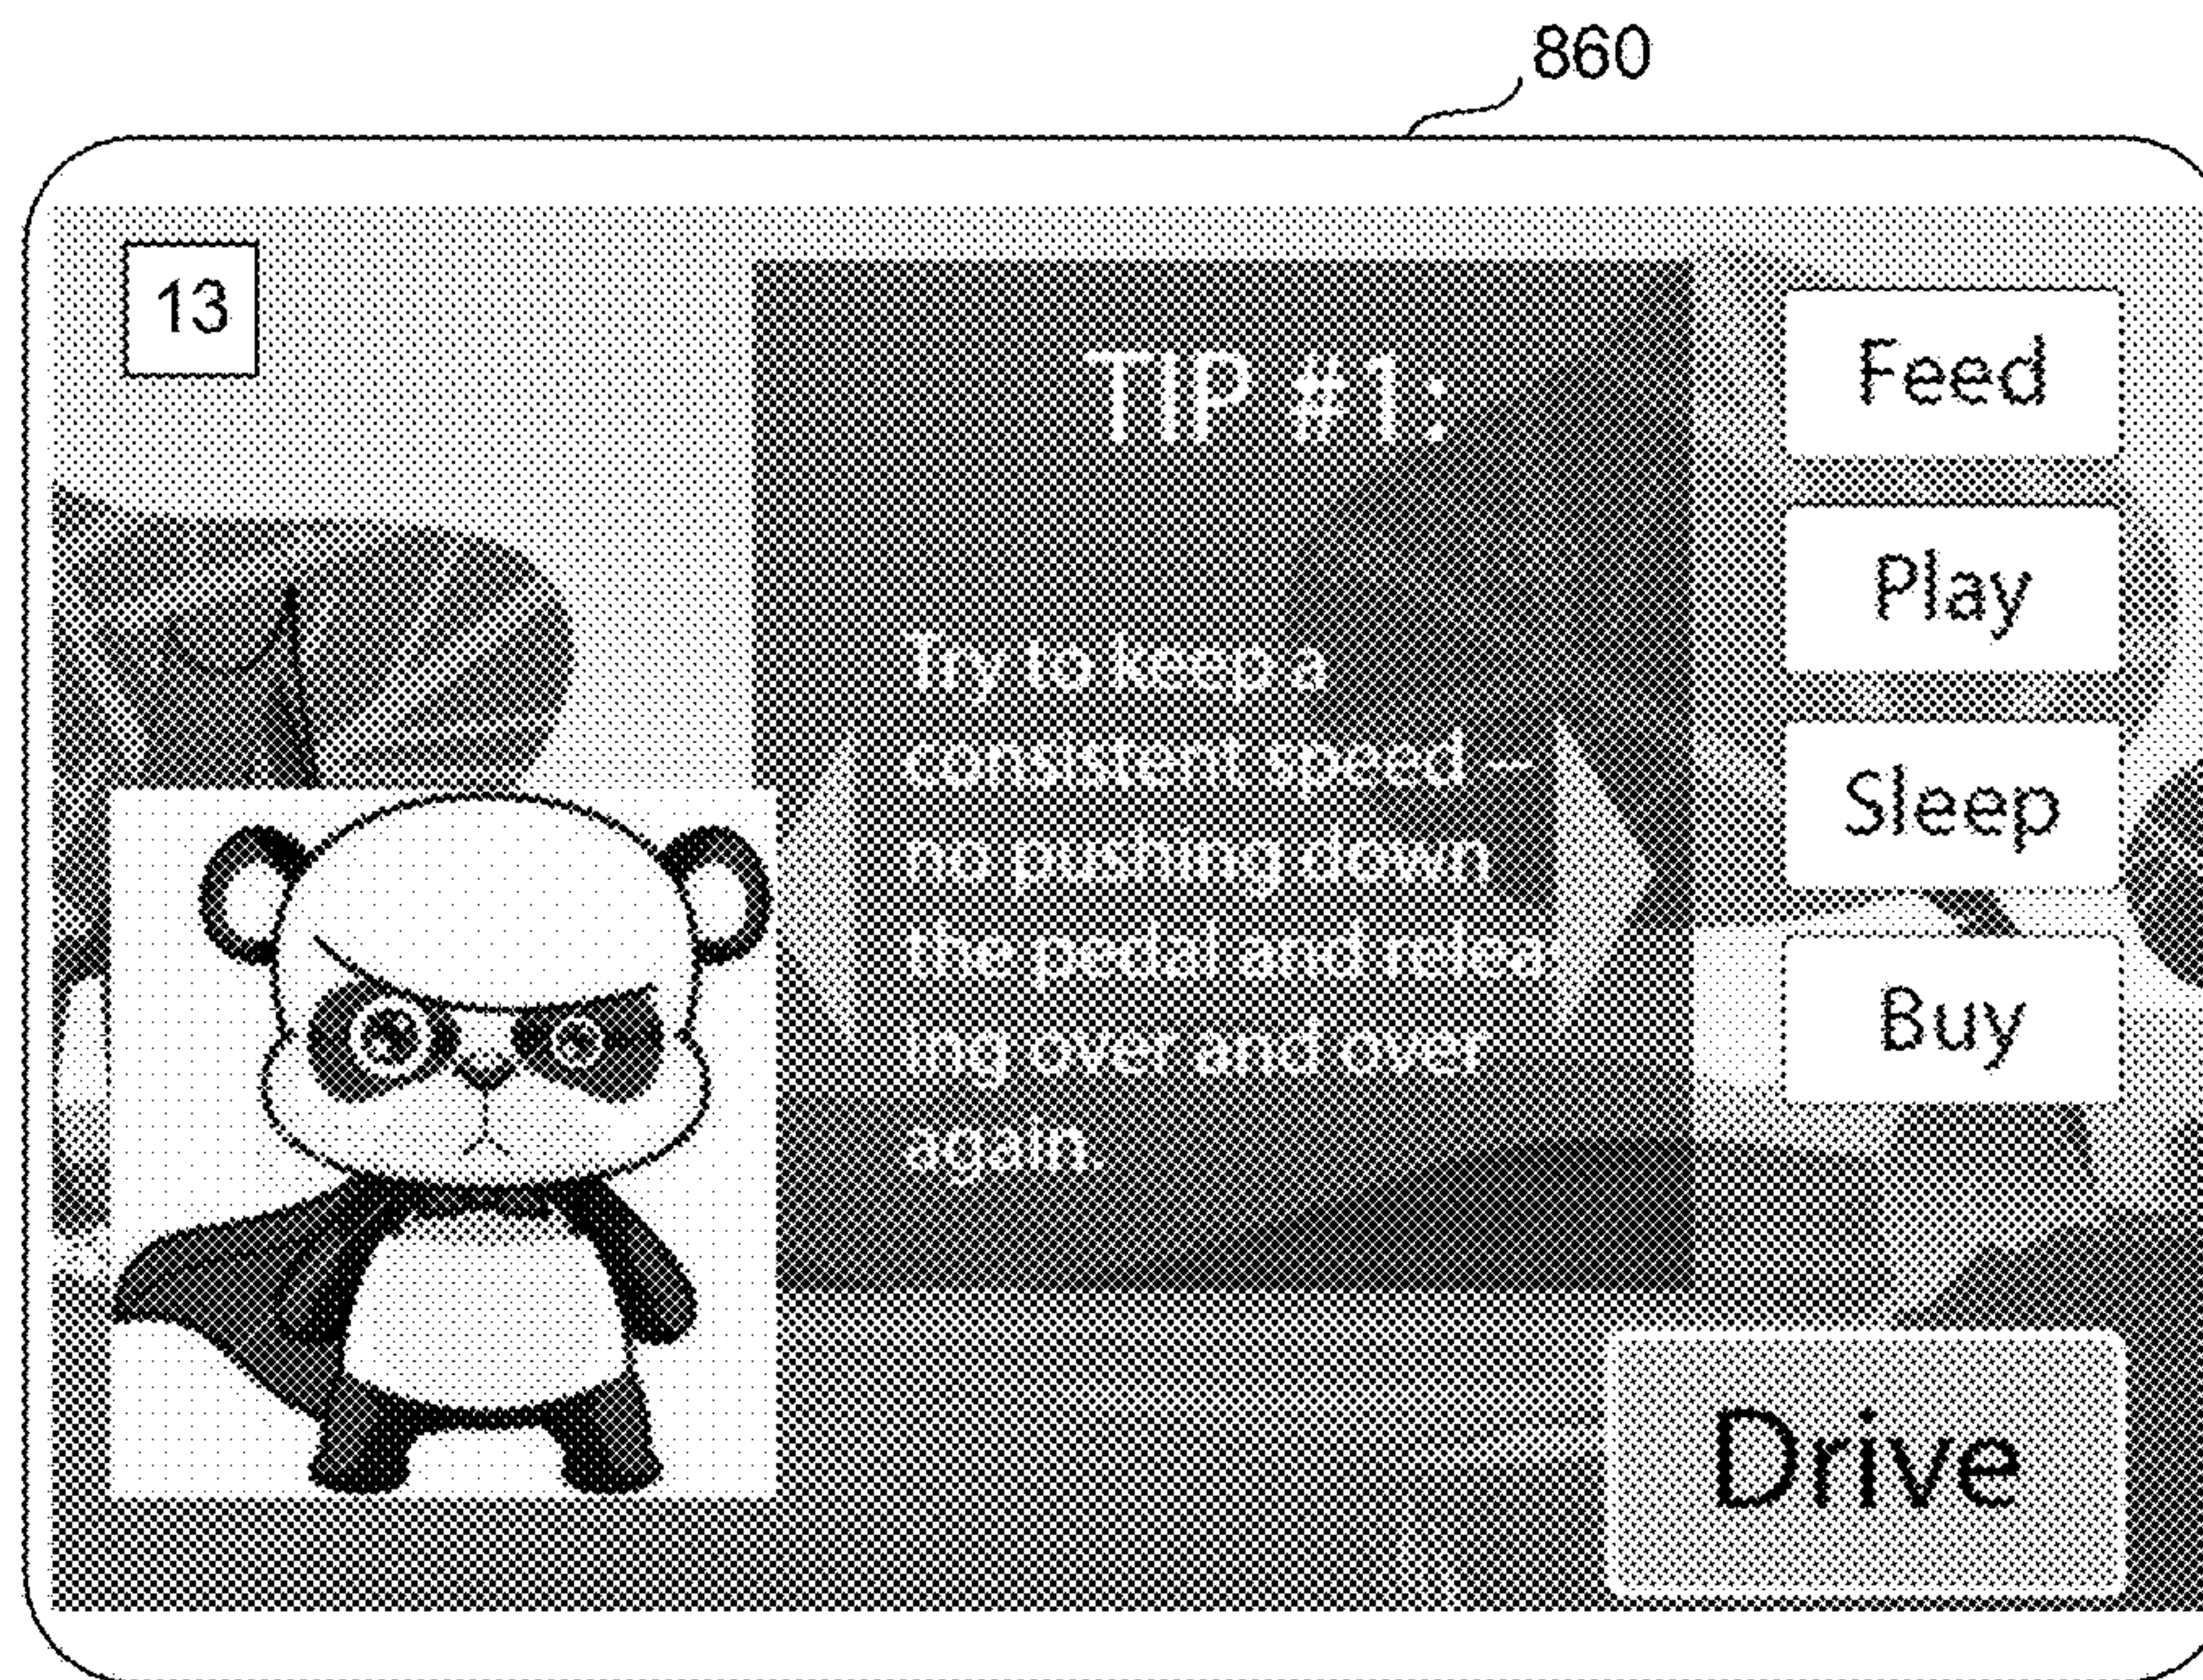 860
13
TIP #1:
Try to keep a
consistent speed –
no pushing down
the pedal and relea
ing over and over
again.
Feed
Play
Sleep
Buy
Drive